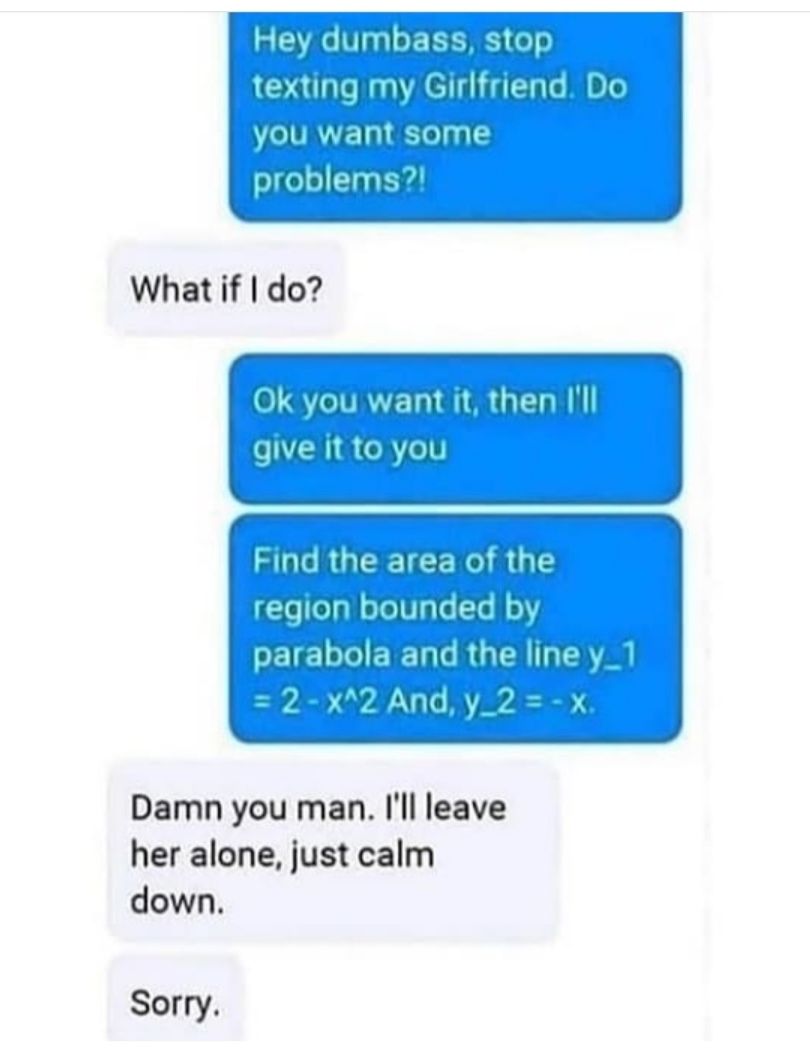 Hey dumbass, stop
texting my Girlfriend. Do
you want some
problems?!
What if I do?
Ok you want it, then I'll
give it to you
Find the area of the
region bounded by
parabola and the line y_1
= 2 - x^2 And, y_2 = - x.
Damn you man. I'll leave
her alone, just calm
down.
Sorry.